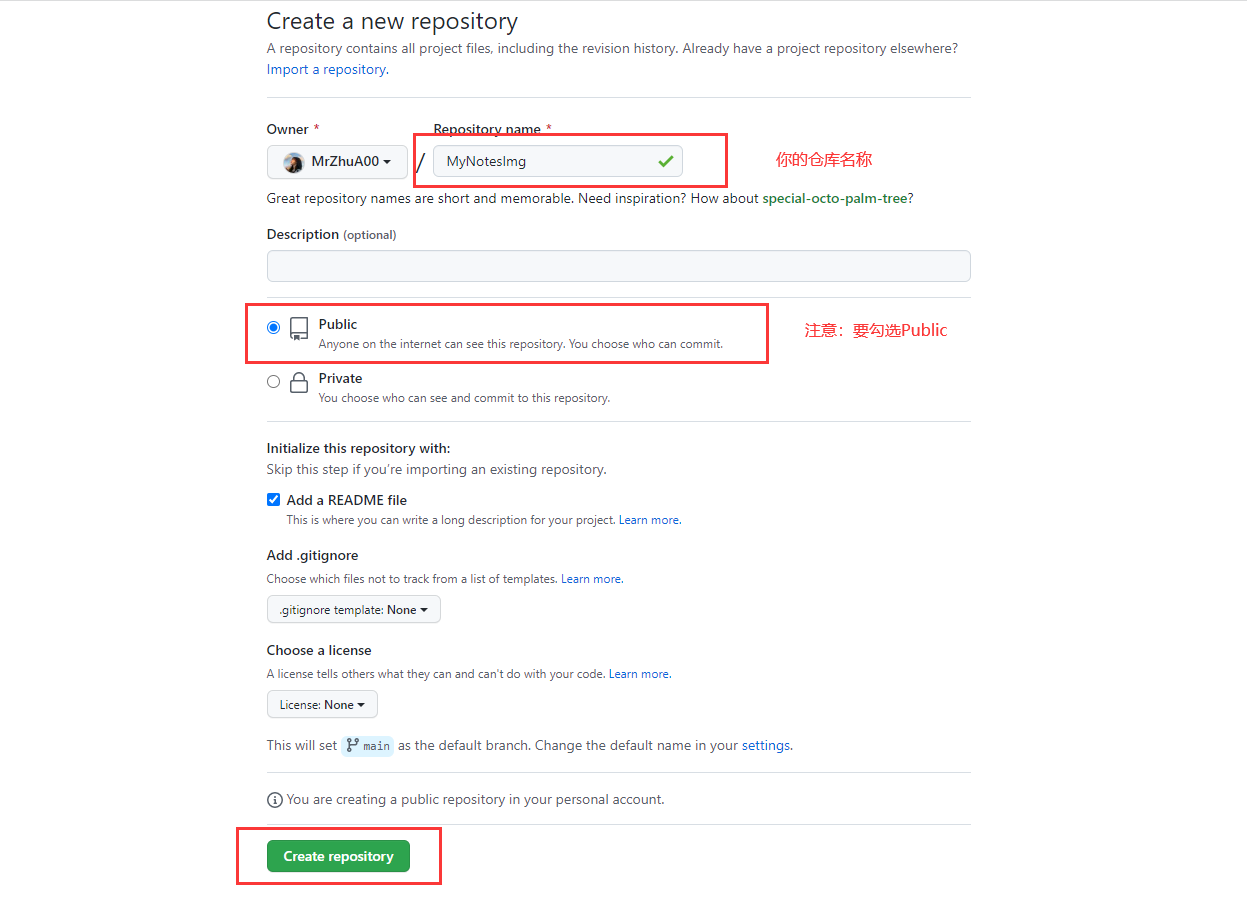 Create a new repository
A repository contains all project files, including the revision history. Already have a project repository elsewhere?
Import a repository.
Owner *
Repository name *
MrZhuA00
/
MyNotesImg
你的仓库名称
Great repository names are short and memorable. Need inspiration? How about special-octo-palm-tree?
Description (optional)
Public
Anyone on the internet can see this repository. You choose who can commit.
注意：要勾选Public
Private
You choose who can see and commit to this repository.
Initialize this repository with:
Skip this step if you're importing an existing repository.
Add a README file
This is where you can write a long description for your project. Learn more.
Add .gitignore
Choose which files not to track from a list of templates. Learn more.
.gitignore template: None
Choose a license
A license tells others what they can and can't do with your code. Learn more.
License: None
This will set main as the default branch. Change the default name in your settings.
You are creating a public repository in your personal account.
Create repository